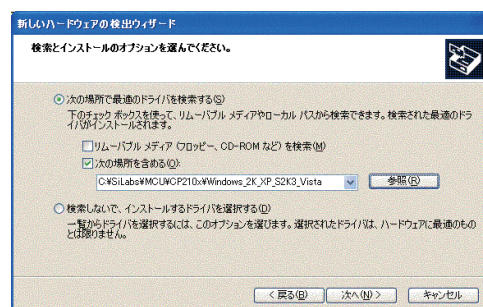 新しいハードウェアの検出ウィザード
検索とインストールのオプションを選んでください。
次の場所で最適のドライバを検索する(S)
下のチェック ボックスを使って、リムーバブル メディアやローカル パスから検索できます。検索された最適のドラ
イバがインストールされます。
リムーバブル メディア (フロッピー、CD-ROM など) を検索(M)
次の場所を含める(O):
C:¥SiLabs¥MCU¥CP210x¥Windows_2K_XP_S2K3_Vista
参照(R)
検索しないで、インストールするドライバを選択する(D)
一覧からドライバを選択するには、このオプションを選びます。選択されたドライバは、ハードウェアに最適のもの
とは限りません。
< 戻る(B) 次へ(N) > キャンセル